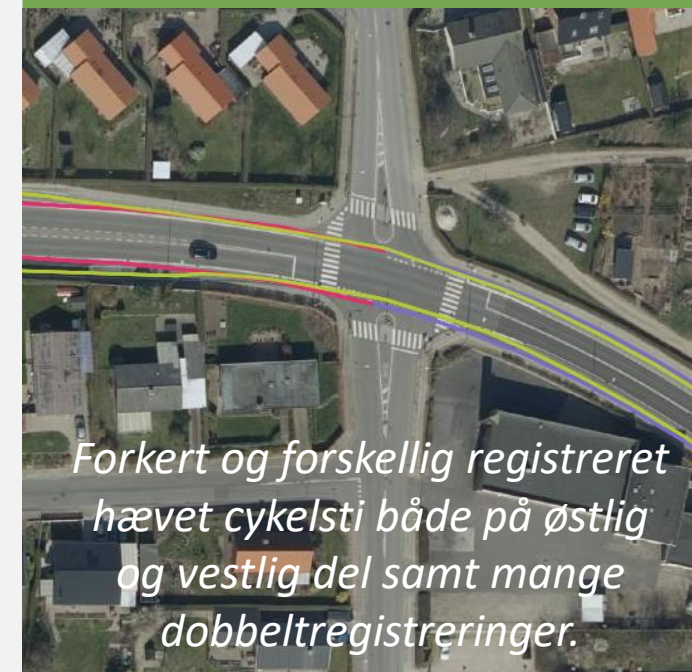 Forkert og forskellig registreret
hævet cykelsti både på østlig
og vestlig del samt mange
dobbeltregistreringer.